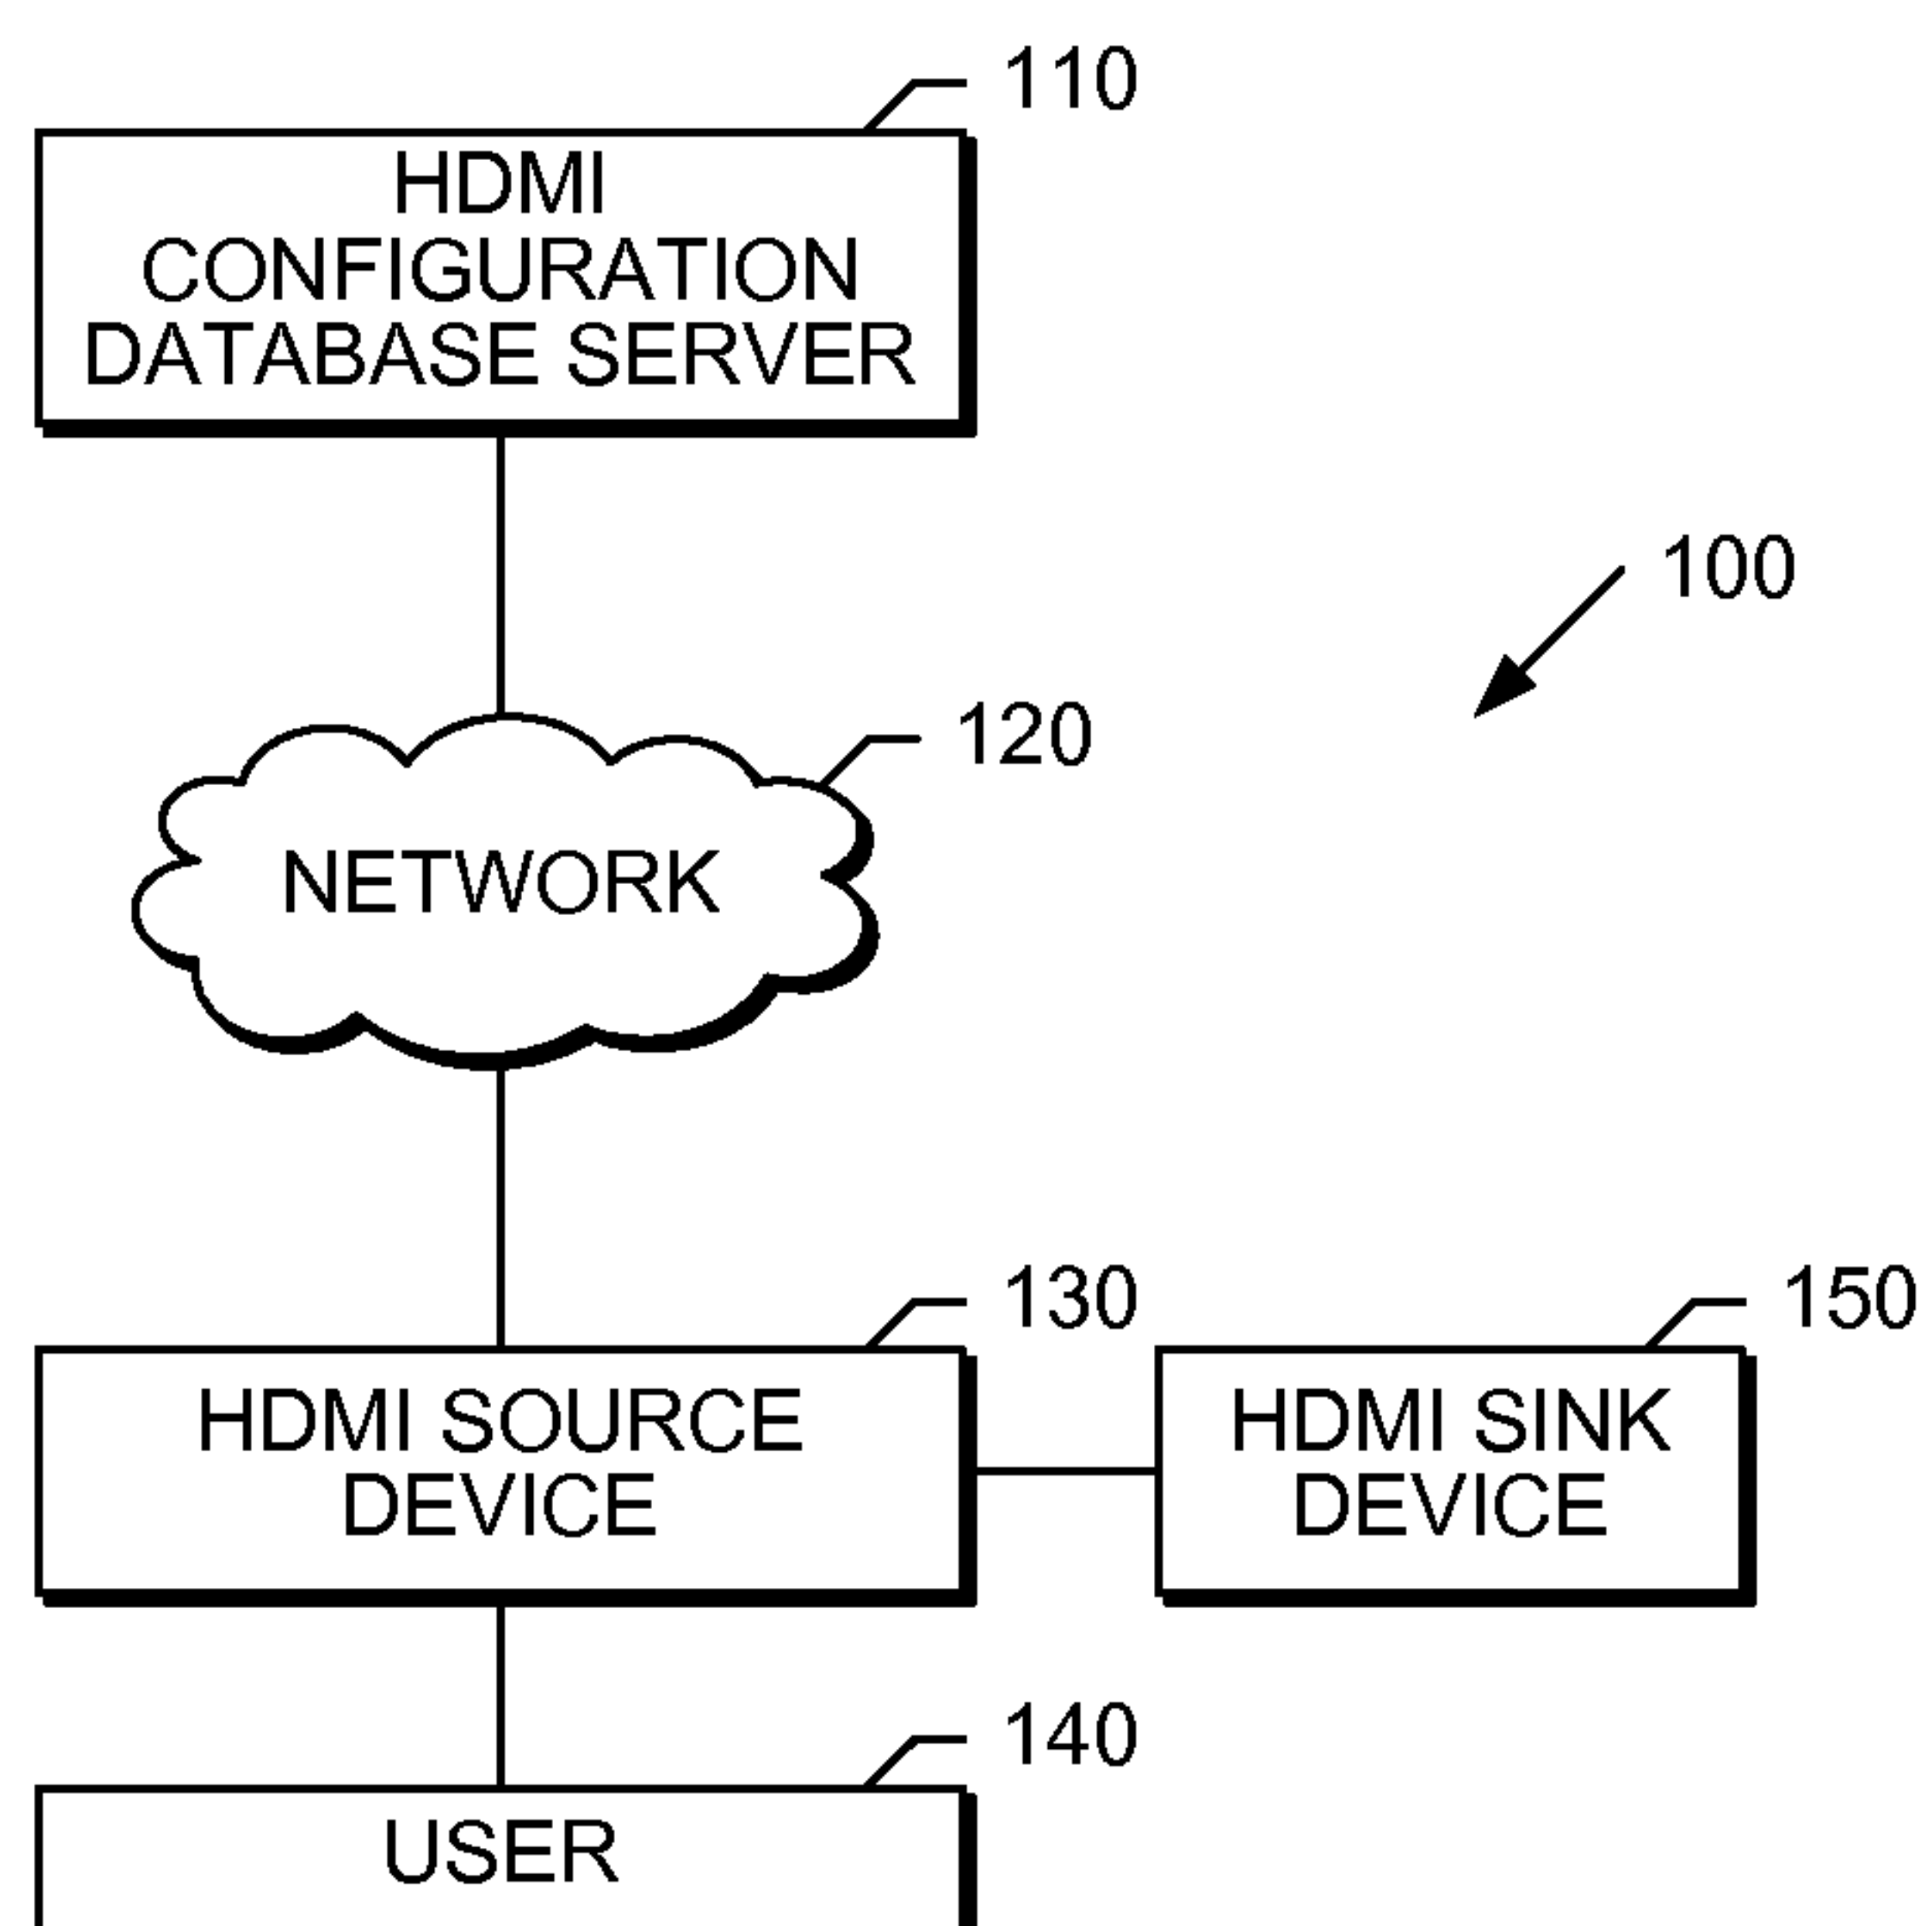 110
HDMI
CONFIGURATION
DATABASE SERVER
100
120
NETWORK
130
150
HDMI SOURCE
DEVICE
HDMI SINK
DEVICE
140
USER